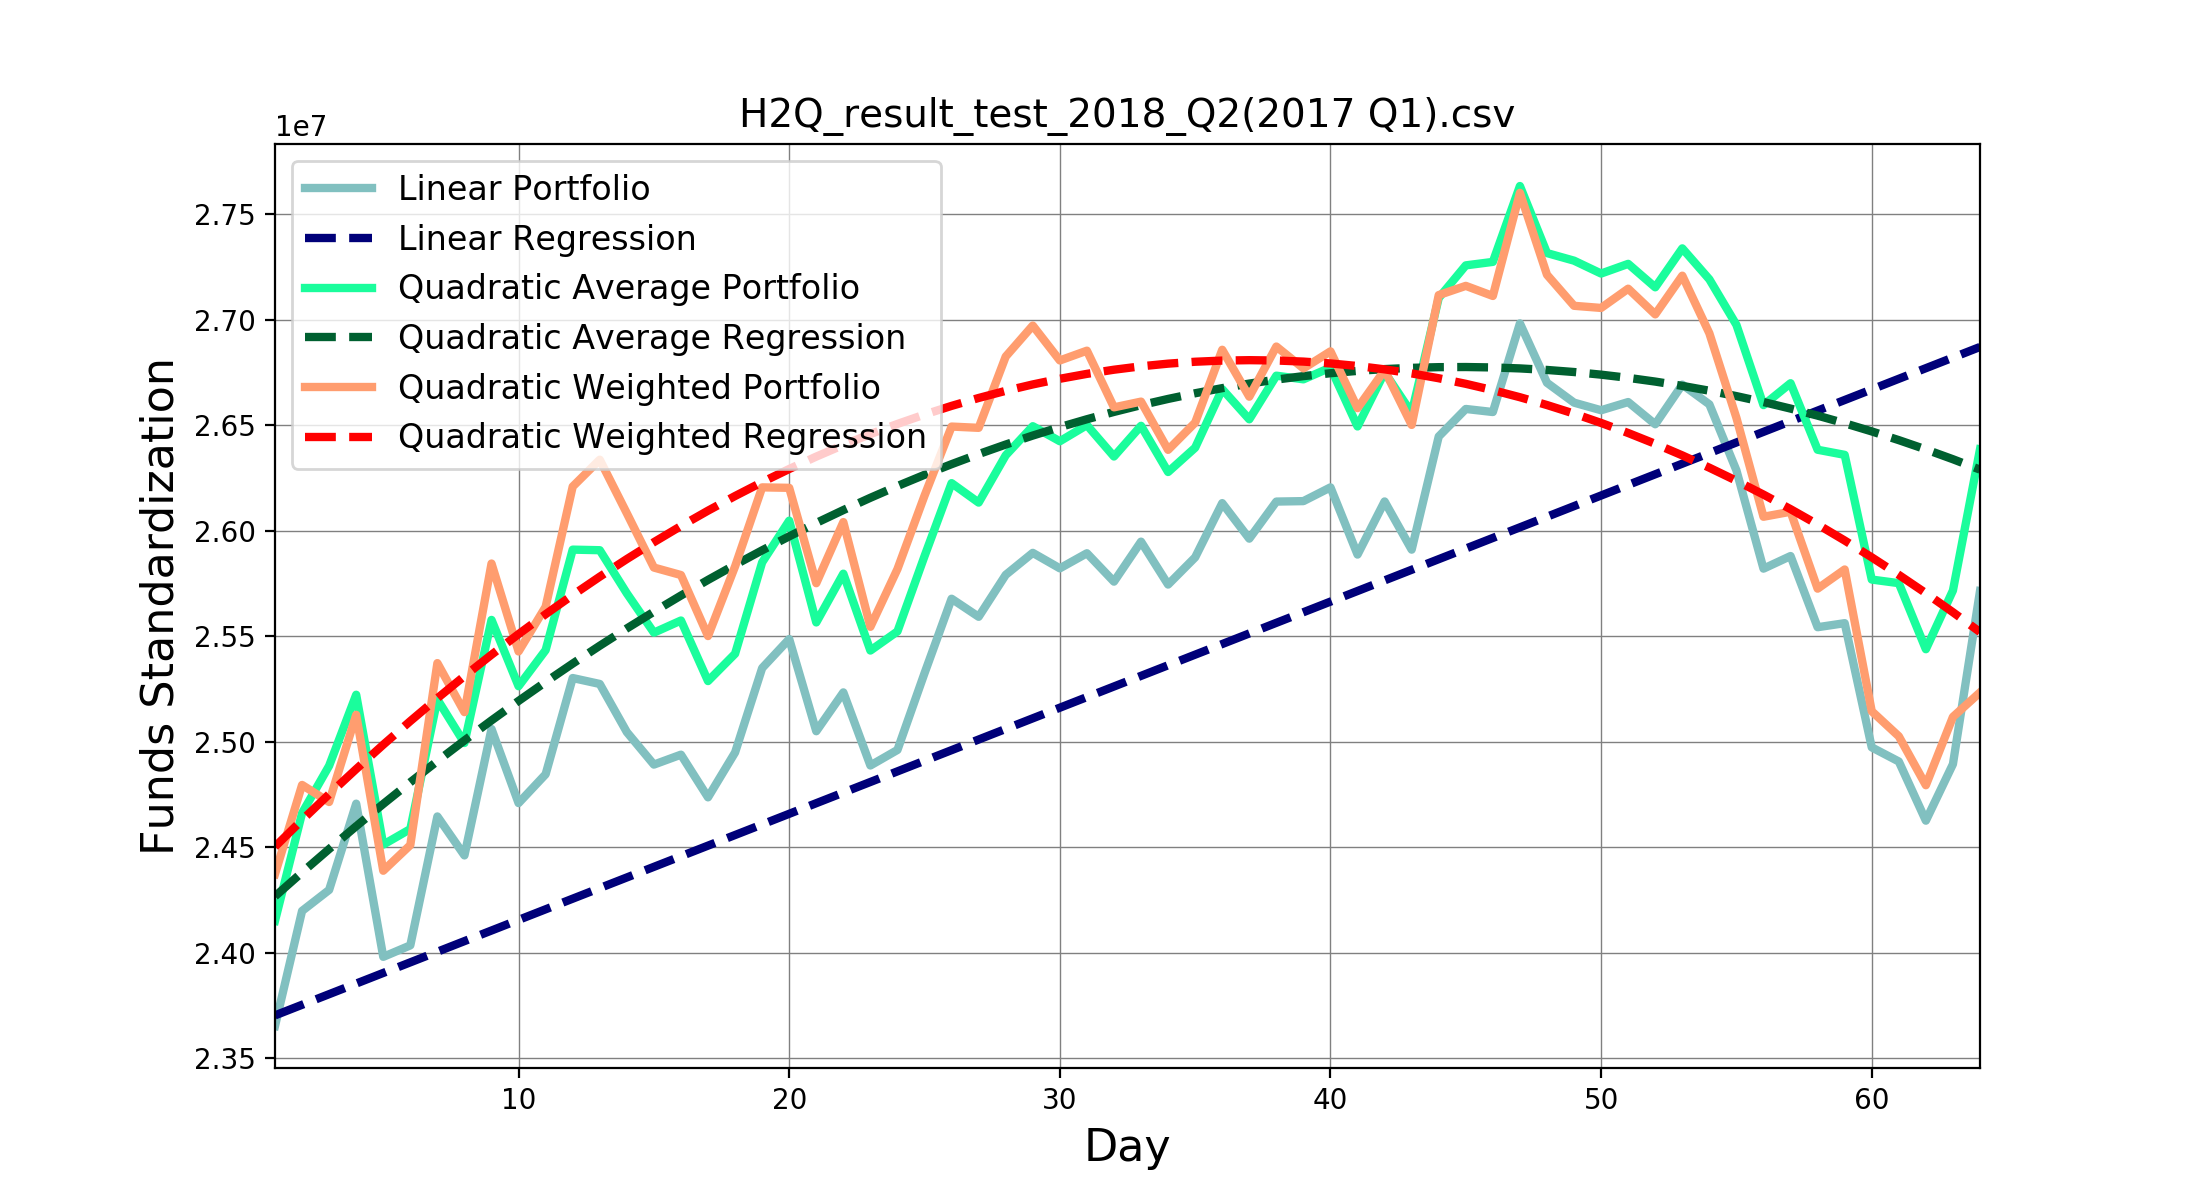 H2Q_result_test_2018_Q2(2017 Q1).csv
1e7
Linear Portfolio
Linear Regression
Quadratic Average Portfolio
Quadratic Average Regression
Quadratic Weighted Portfolio
Quadratic Weighted Regression
Funds Standardization
2.75
2.70
2.65
2.60
2.55
2.50
2.45
2.40
2.35
10 20 30 40 50 60
Day